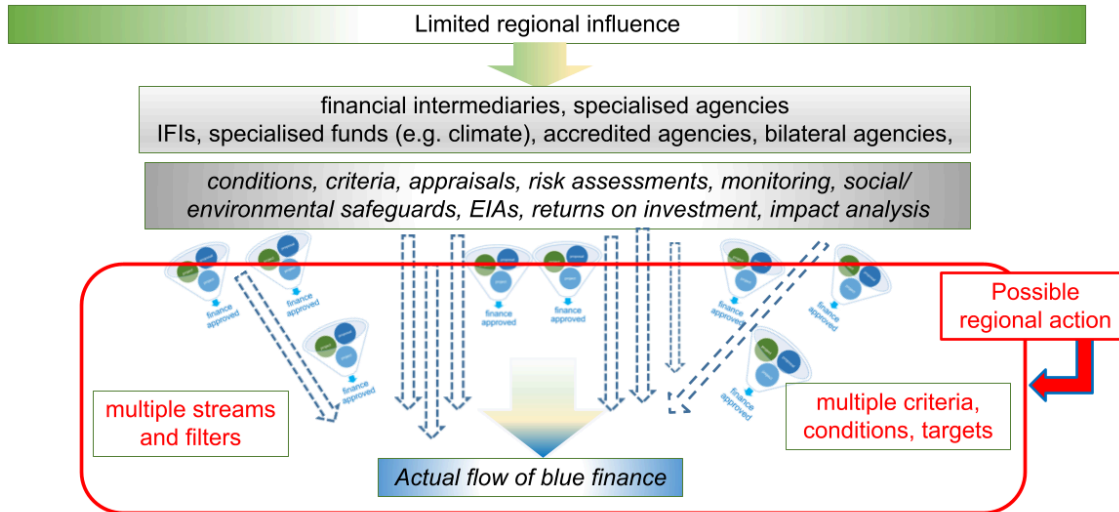 Limited regional influence
financial intermediaries, specialised agencies
IFIs, specialised funds (e.g. climate), accredited agencies, bilateral agencies,
conditions, criteria, appraisals, risk assessments, monitoring, social/
environmental safeguards, EIAs, returns on investment, impact analysis
finance
approved
finance
approved
finance
approved
finance
approved
finance
approved
finance
approved
finance
approved
finance
approved
Possible
regional action
multiple streams
and filters
multiple criteria,
conditions, targets
Actual flow of blue finance